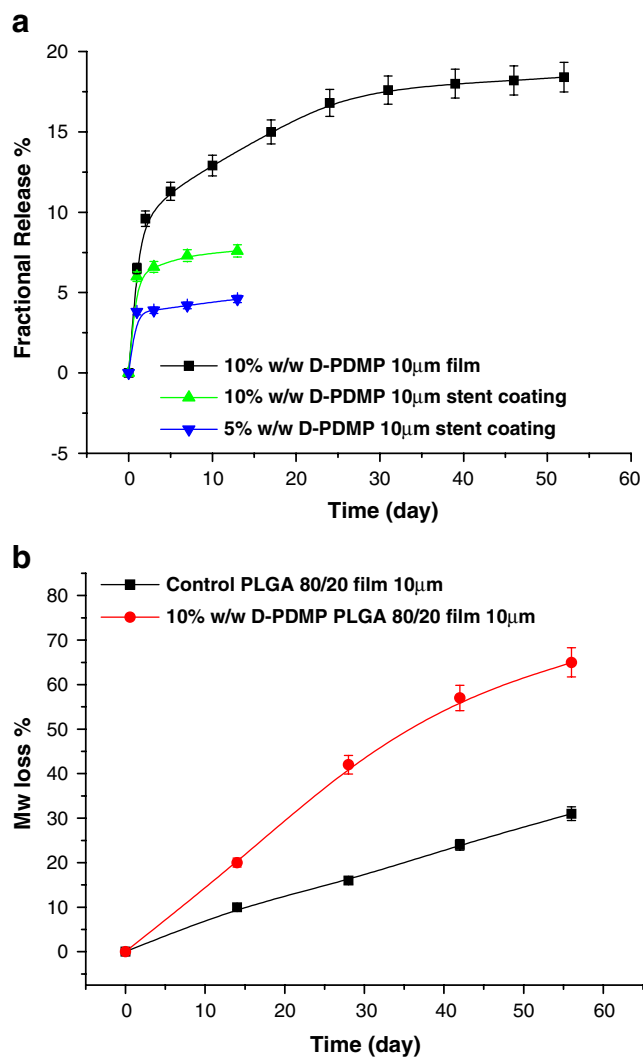 a
20
15
10
5
0
-5
Fractional Release %
10% w/w D-PDMP 10μm film
10% w/w D-PDMP 10μm stent coating
5% w/w D-PDMP 10μm stent coating
0 10 20 30 40 50 60
Time (day)
b
80
70
60
50
40
30
20
10
0
Mw loss %
Control PLGA 80/20 film 10μm
10% w/w D-PDMP PLGA 80/20 film 10μm
0 10 20 30 40 50 60
Time (day)